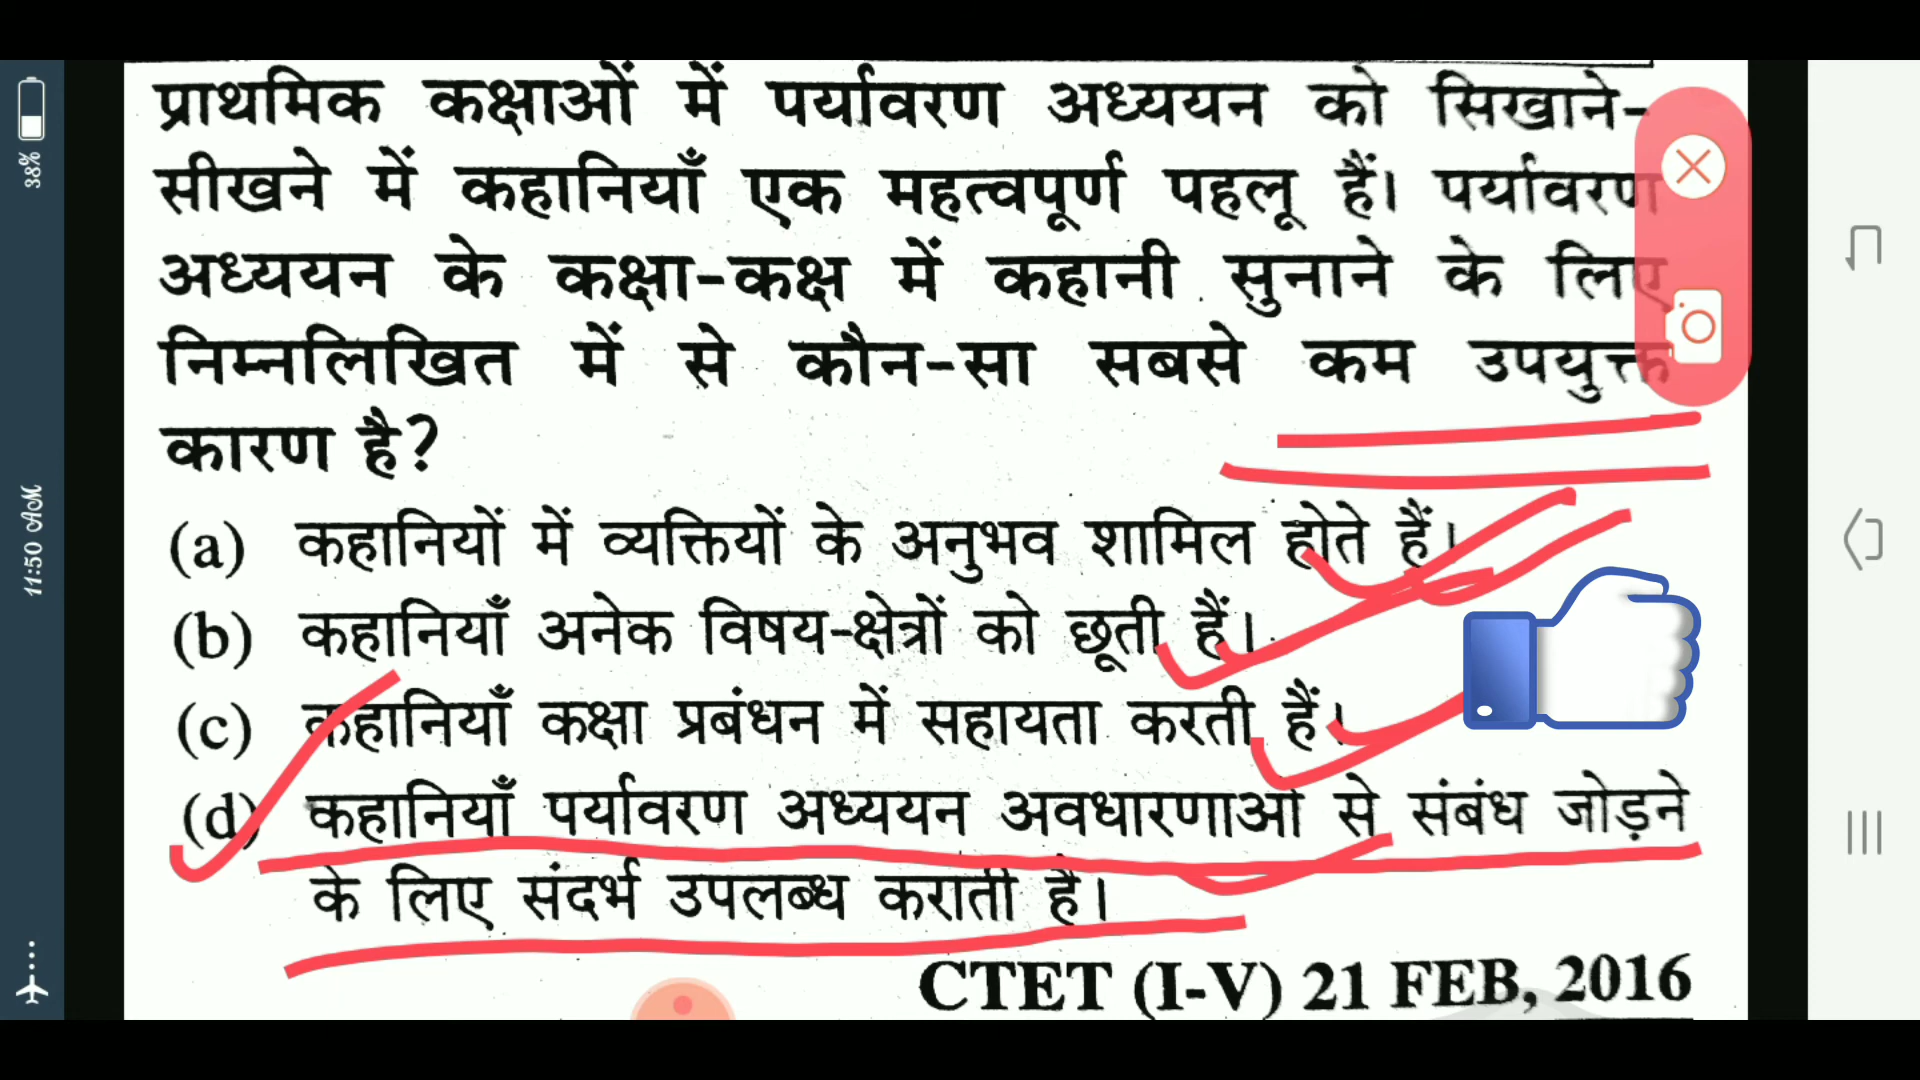 प्राथमिक कक्षाओं में पर्यावरण अध्ययन को सिखाने-
सीखने में कहानियाँ एक महत्वपूर्ण पहलू हैं। पर्यावरण
अध्ययन के कक्षा-कक्ष में कहानी सुनाने के लिए
निम्नलिखित में से कौन-सा सबसे कम उपयुक्त
कारण है?
(a) कहानियों में व्यक्तियों के अनुभव शामिल होते हैं।
(b) कहानियाँ अनेक विषय-क्षेत्रों को छूती हैं।
(c) कहानियाँ कक्षा प्रबंधन में सहायता करती हैं।
(d) कहानियाँ पर्यावरण अध्ययन अवधारणाओं से संबंध जोड़ने
के लिए संदर्भ उपलब्ध कराती हैं।
CTET (I-V) 21 FEB, 2016
38%
11:50 AM